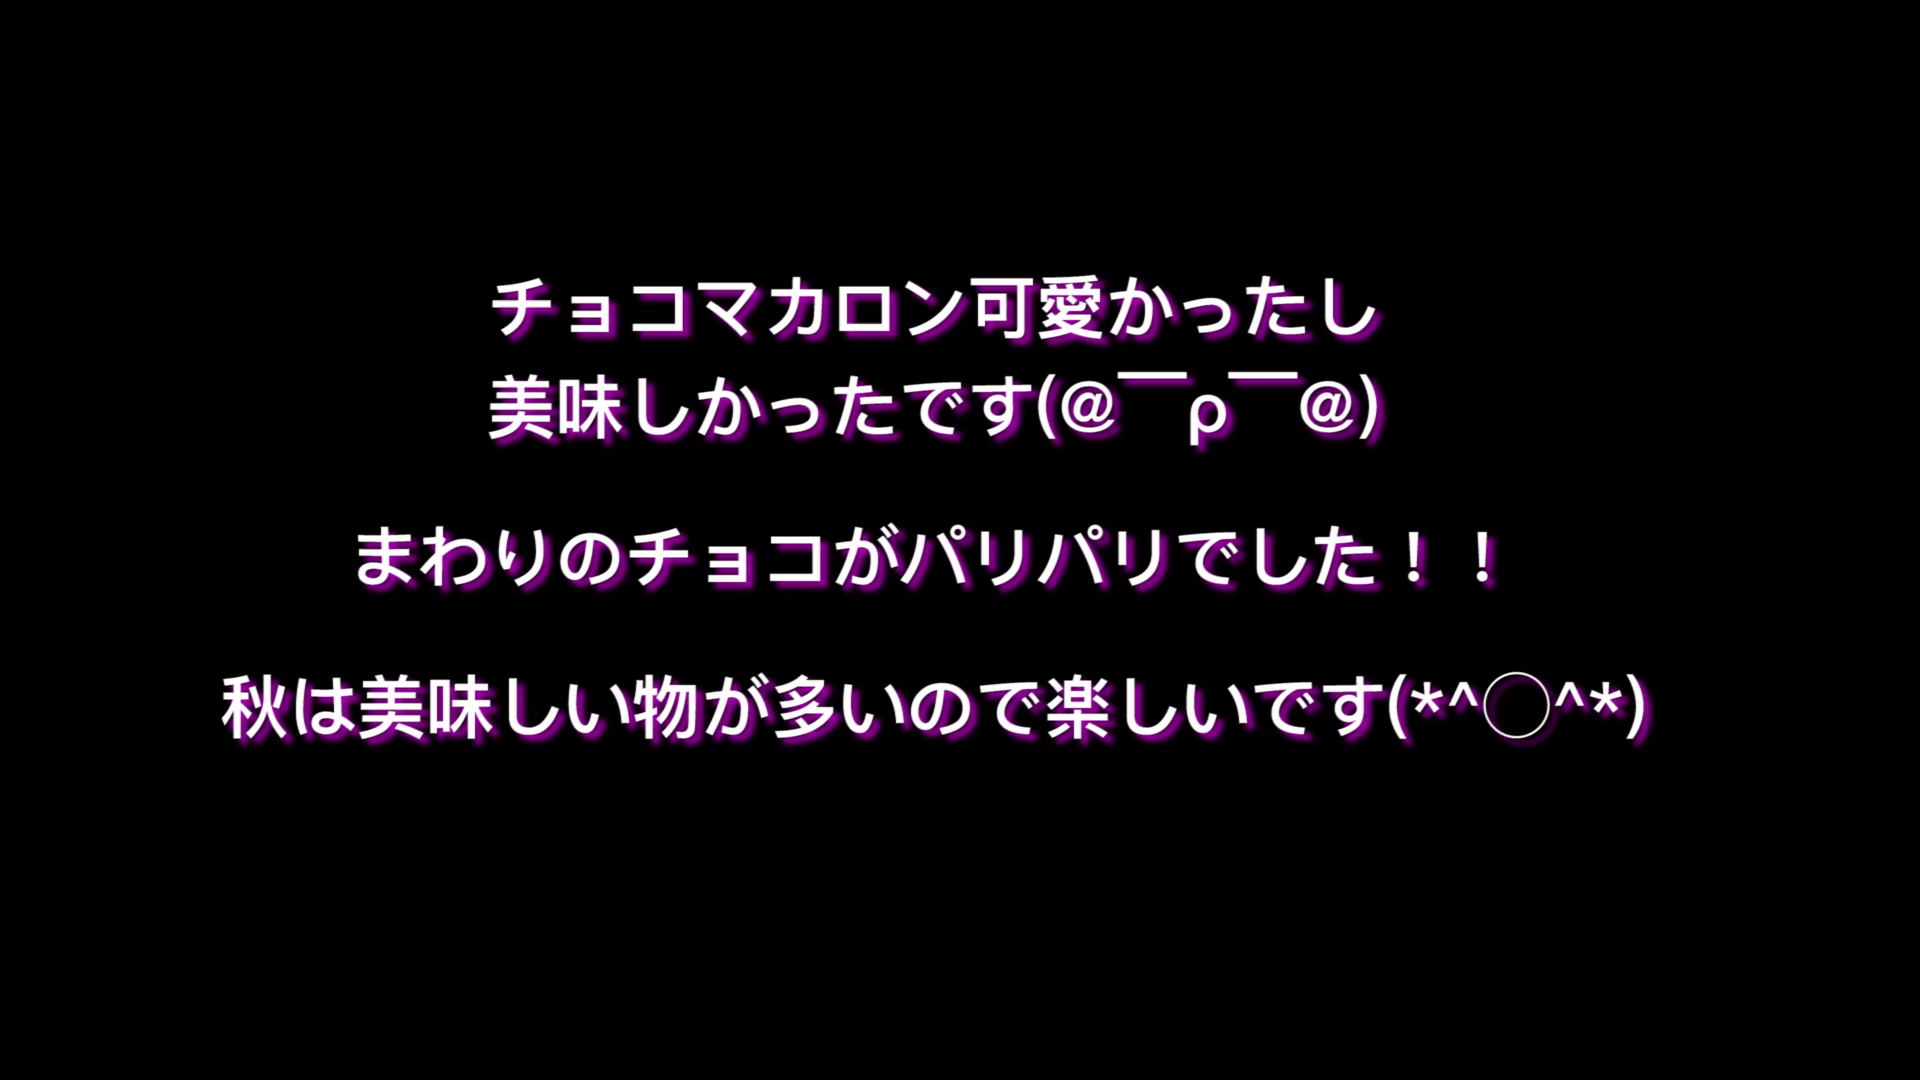 チョコマカロン可愛かったし
美味しかったです(@￣ρ￣@)
まわりのチョコがパリパリでした！！
秋は美味しい物が多いので楽しいです(*^◯^*)